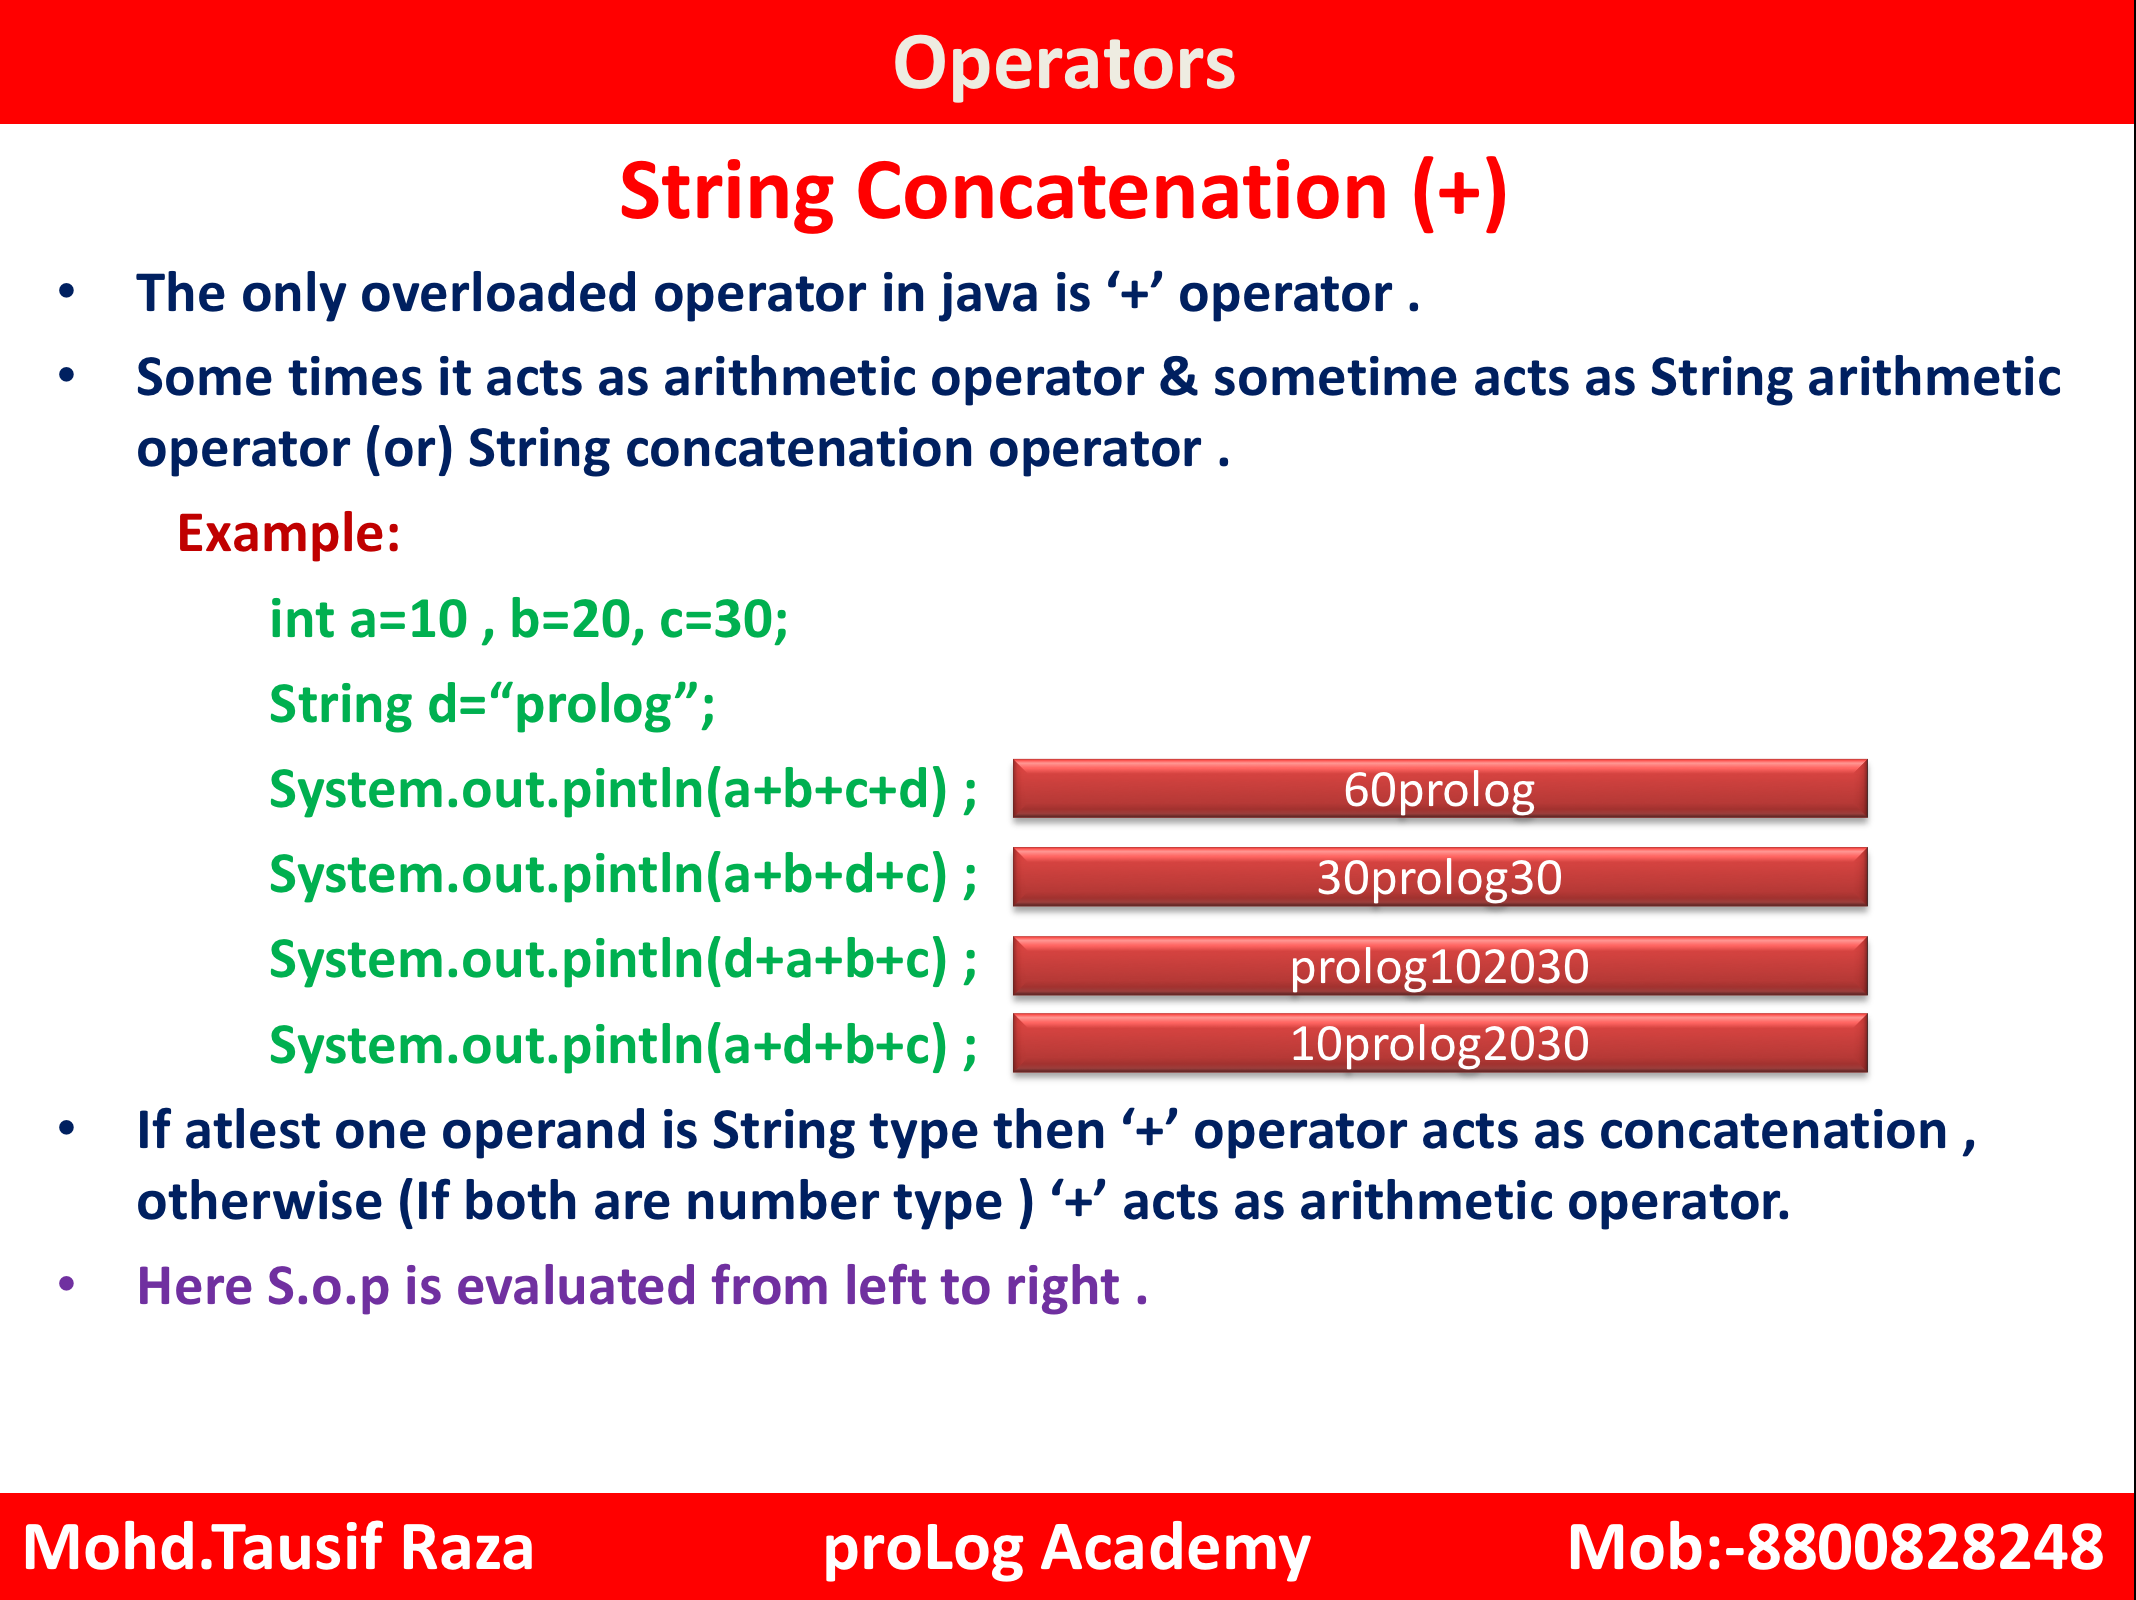 Operators
String Concatenation (+)
• The only overloaded operator in java is ‘+’ operator .
• Some times it acts as arithmetic operator & sometime acts as String arithmetic
operator (or) String concatenation operator .
Example:
int a=10 , b=20, c=30;
String d=“prolog”;
System.out.pintln(a+b+c+d) ; 60prolog
System.out.pintln(a+b+d+c) ; 30prolog30
System.out.pintln(d+a+b+c) ; prolog102030
System.out.pintln(a+d+b+c) ; 10prolog2030
• If atlest one operand is String type then ‘+’ operator acts as concatenation ,
otherwise (If both are number type ) ‘+’ acts as arithmetic operator.
• Here S.o.p is evaluated from left to right .
Mohd.Tausif Raza proLog Academy Mob:-8800828248